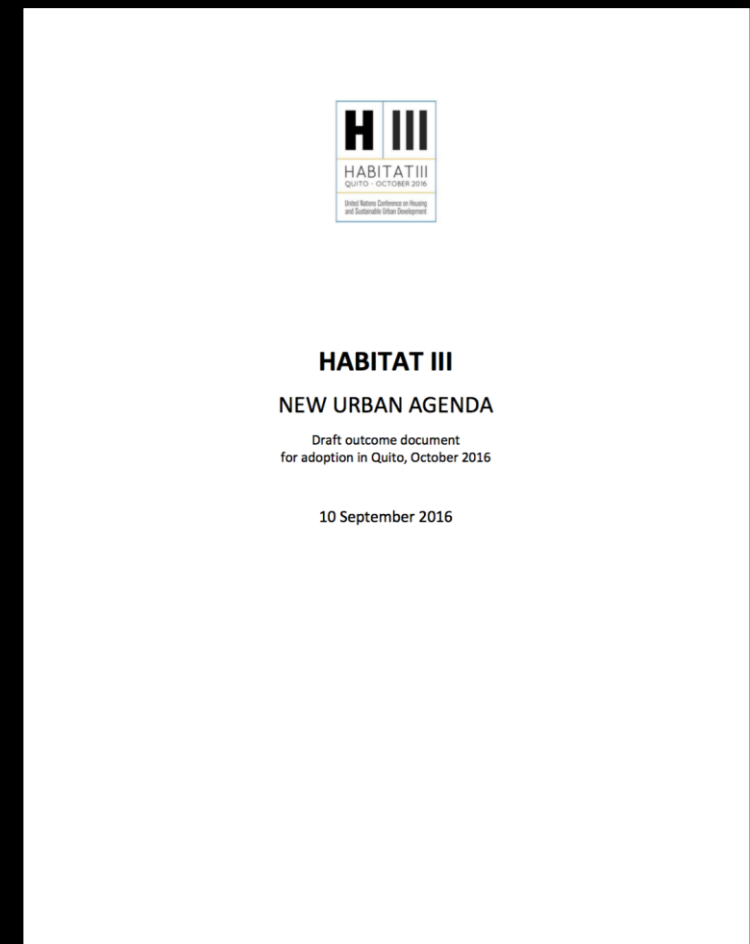 H III
HABITAT III
QUITO - OCTOBER 2016
United Nations Conference on Housing
and Sustainable Urban Development
HABITAT III
NEW URBAN AGENDA
Draft outcome document
for adoption in Quito, October 2016
10 September 2016